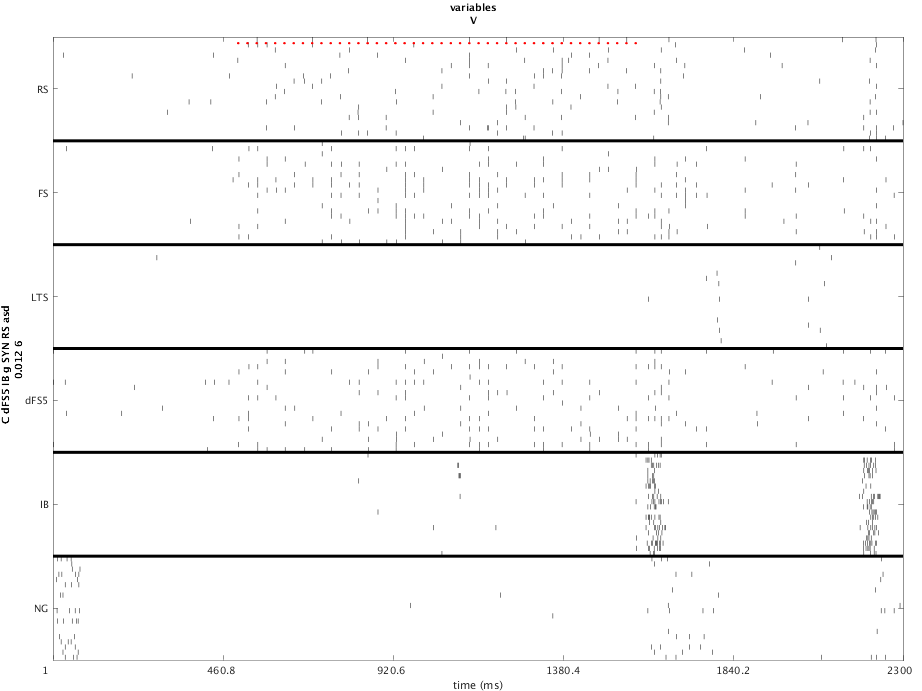 variables
V
RS
FS
LTS
dFS5
IB
NG
C dFS5 IB g SYN RS asd
0.012 6
1
460.8
920.6
1380.4
1840.2
2300
time (ms)